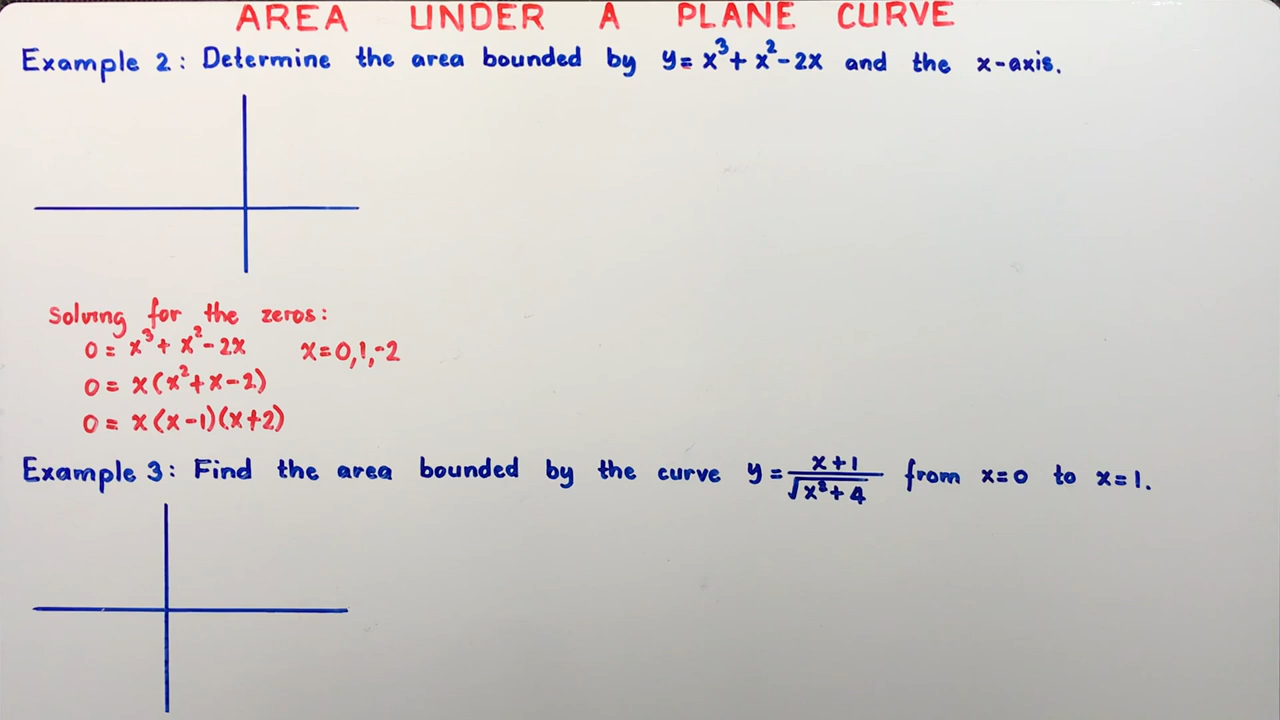 AREA UNDER A PLANE CURVE
Example 2: Determine the area bounded by y = x³ + x² - 2x and the x-axis.
Solving for the zeros:
0 = x³ + x² - 2x x = 0, 1, -2
0 = x(x² + x - 2)
0 = x(x - 1)(x + 2)
Example 3: Find the area bounded by the curve y = (x+1)/√(x²+4) from x = 0 to x = 1.